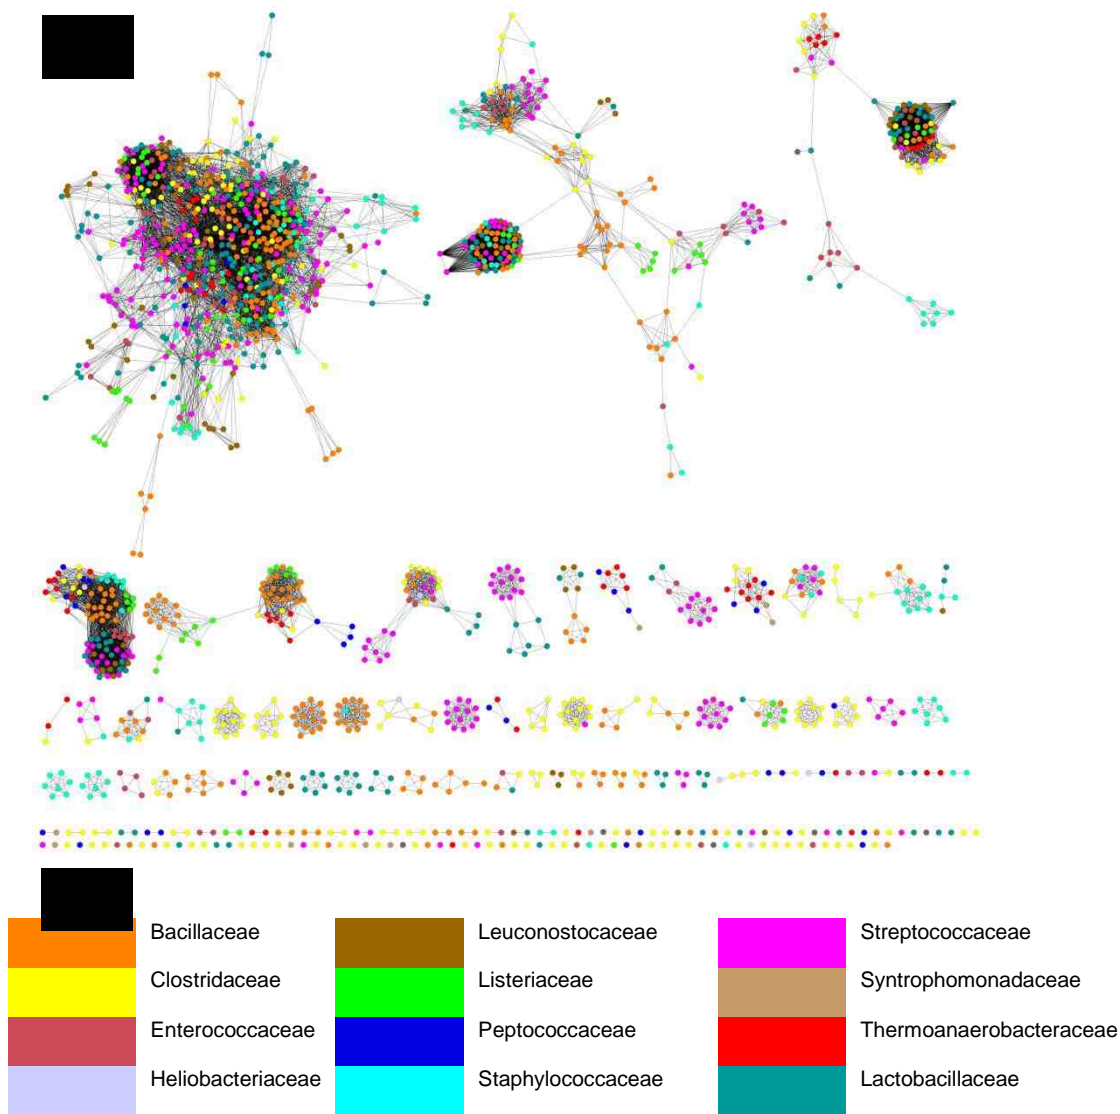 Bacillaceae Leuconostocaceae Streptococcaceae
Clostridaceae Listeriaceae Syntrophomonadaceae
Enterococcaceae Peptococcaceae Thermoanaerobacteraceae
Heliobacteriaceae Staphylococcaceae Lactobacillaceae